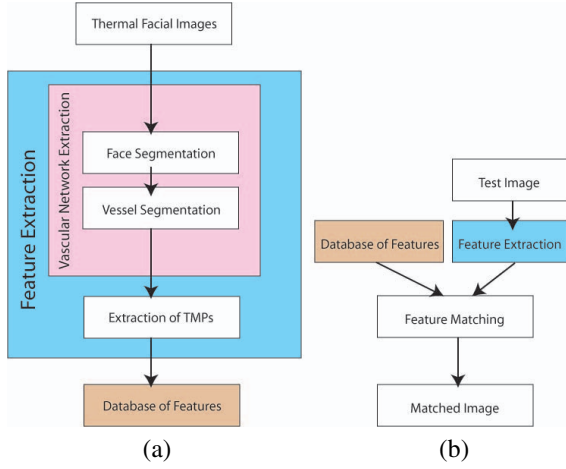 Thermal Facial Images
Feature Extraction
Vascular Network Extraction
Face Segmentation
Vessel Segmentation
Extraction of TMPs
Database of Features
(a)
Test Image
Database of Features
Feature Extraction
Feature Matching
Matched Image
(b)